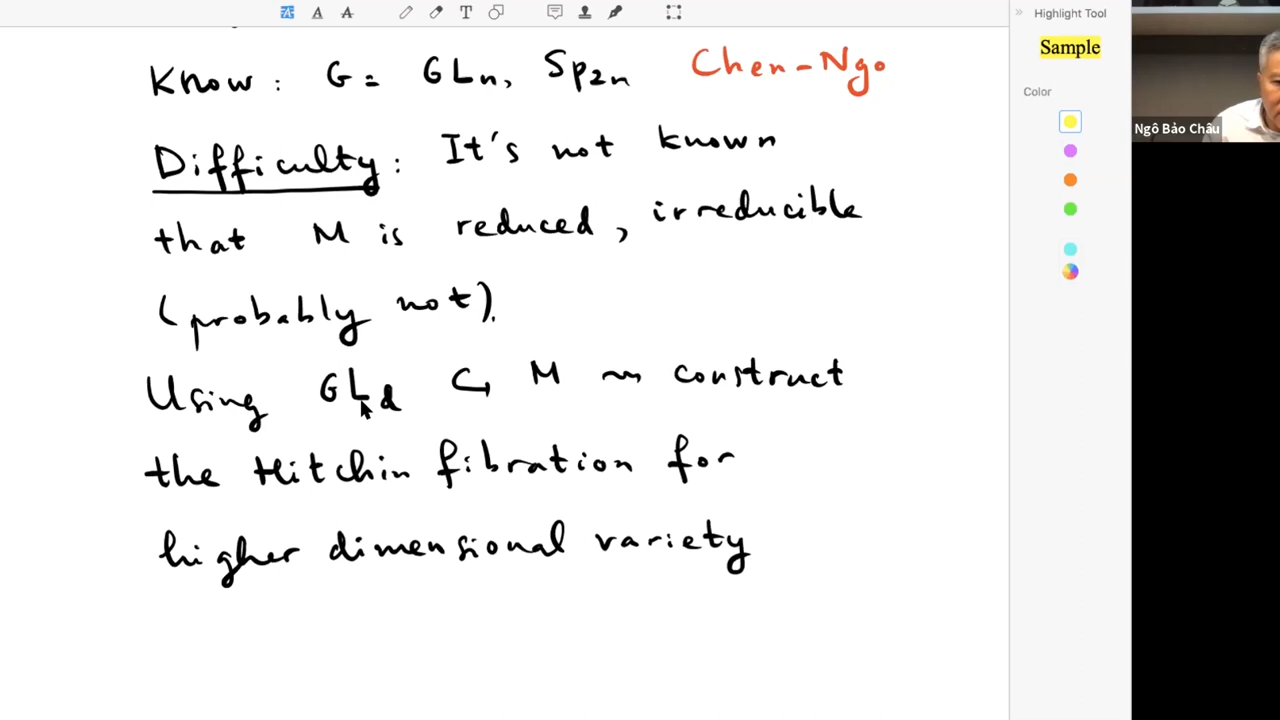 Highlight Tool
Sample
Color
Ngô Bảo Châu
Know: G = GLn, Sp2n Chen-Ngo
Difficulty: It's not known
that M is reduced, irreducible
(probably not).
Using GLd ↪ M ⇝ construct
the Hitchin fibration for
higher dimensional variety